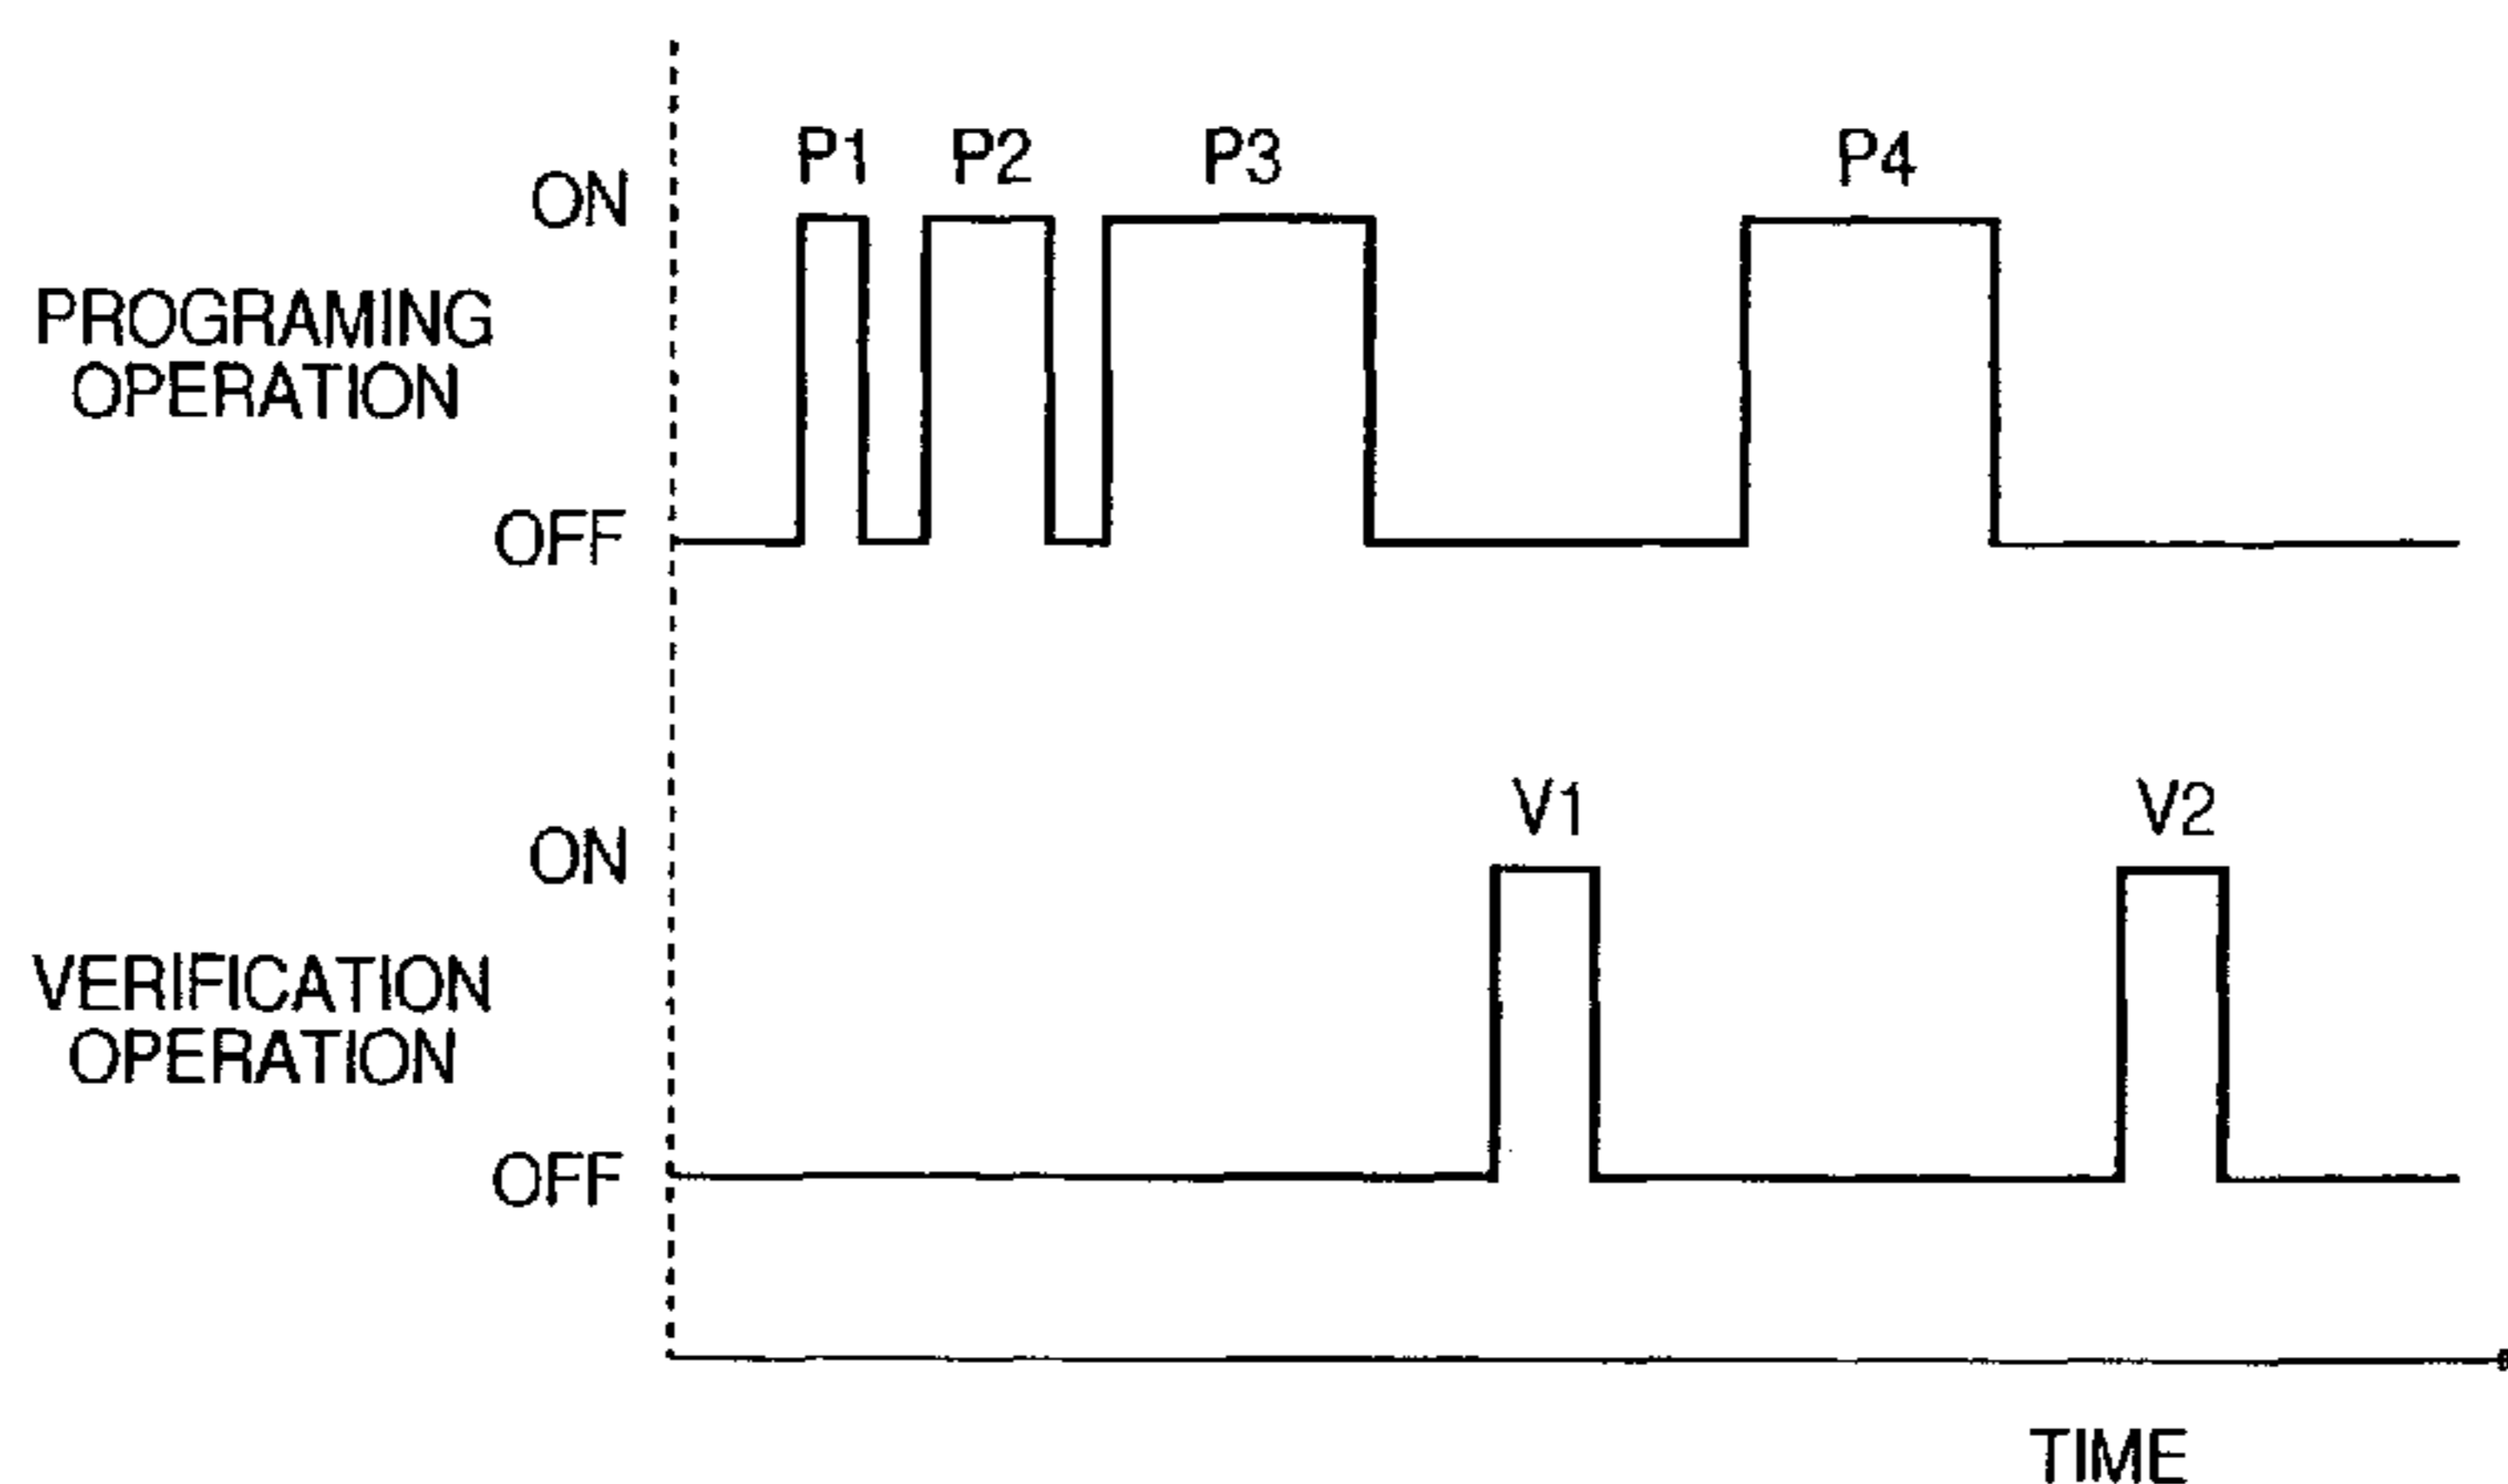 P1 P2 P3 P4
ON
PROGRAMING
OPERATION
OFF
V1 V2
ON
VERIFICATION
OPERATION
OFF
TIME